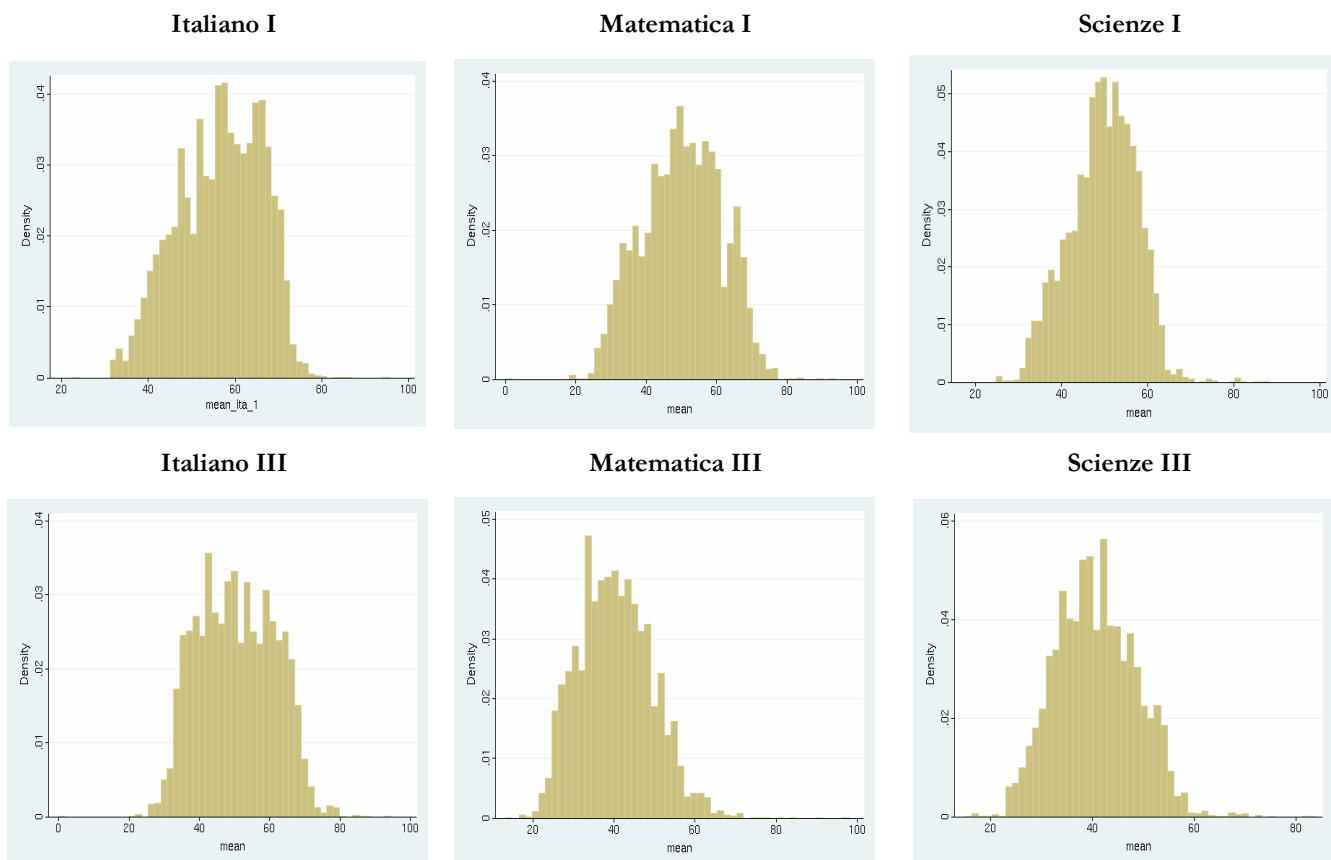 Italiano I
Matematica I
Scienze I
Density
0 .01 .02 .03 .04
20 40 60 80 100
mean_ita_1
Density
0 .01 .02 .03 .04
0 20 40 60 80 100
mean
Density
0 .01 .02 .03 .04 .05
20 40 60 80 100
mean
Italiano III
Matematica III
Scienze III
Density
0 .01 .02 .03 .04
0 20 40 60 80 100
mean
Density
0 .01 .02 .03 .04 .05
20 40 60 80 100
mean
Density
0 .02 .04 .06
20 40 60 80
mean